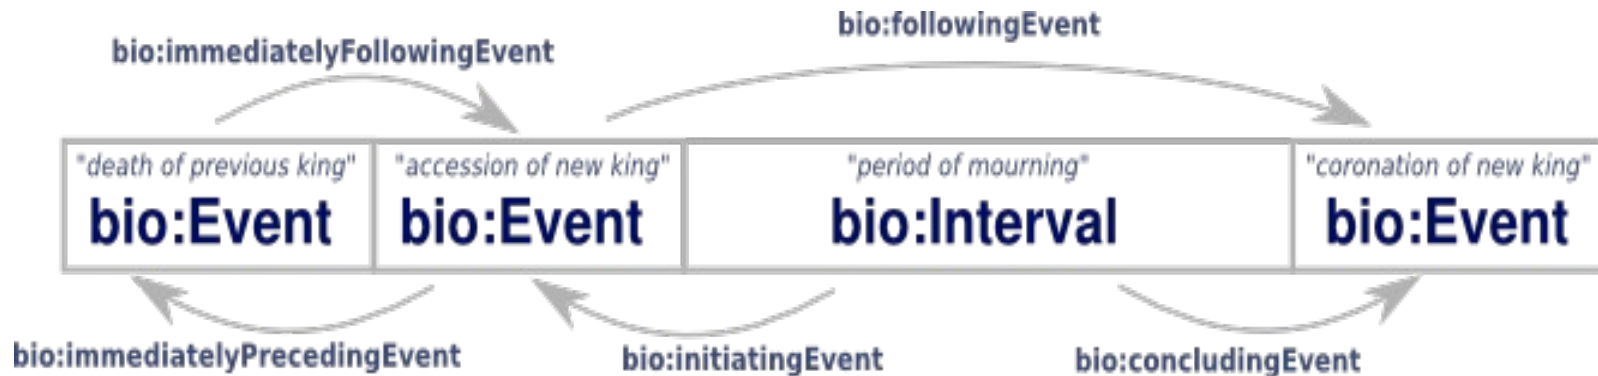 bio:followingEvent
bio:immediatelyFollowingEvent
"death of previous king" "accession of new king" "period of mourning" "coronation of new king"
bio:Event bio:Event bio:Interval bio:Event
bio:immediatelyPrecedingEvent bio:initiatingEvent bio:concludingEvent